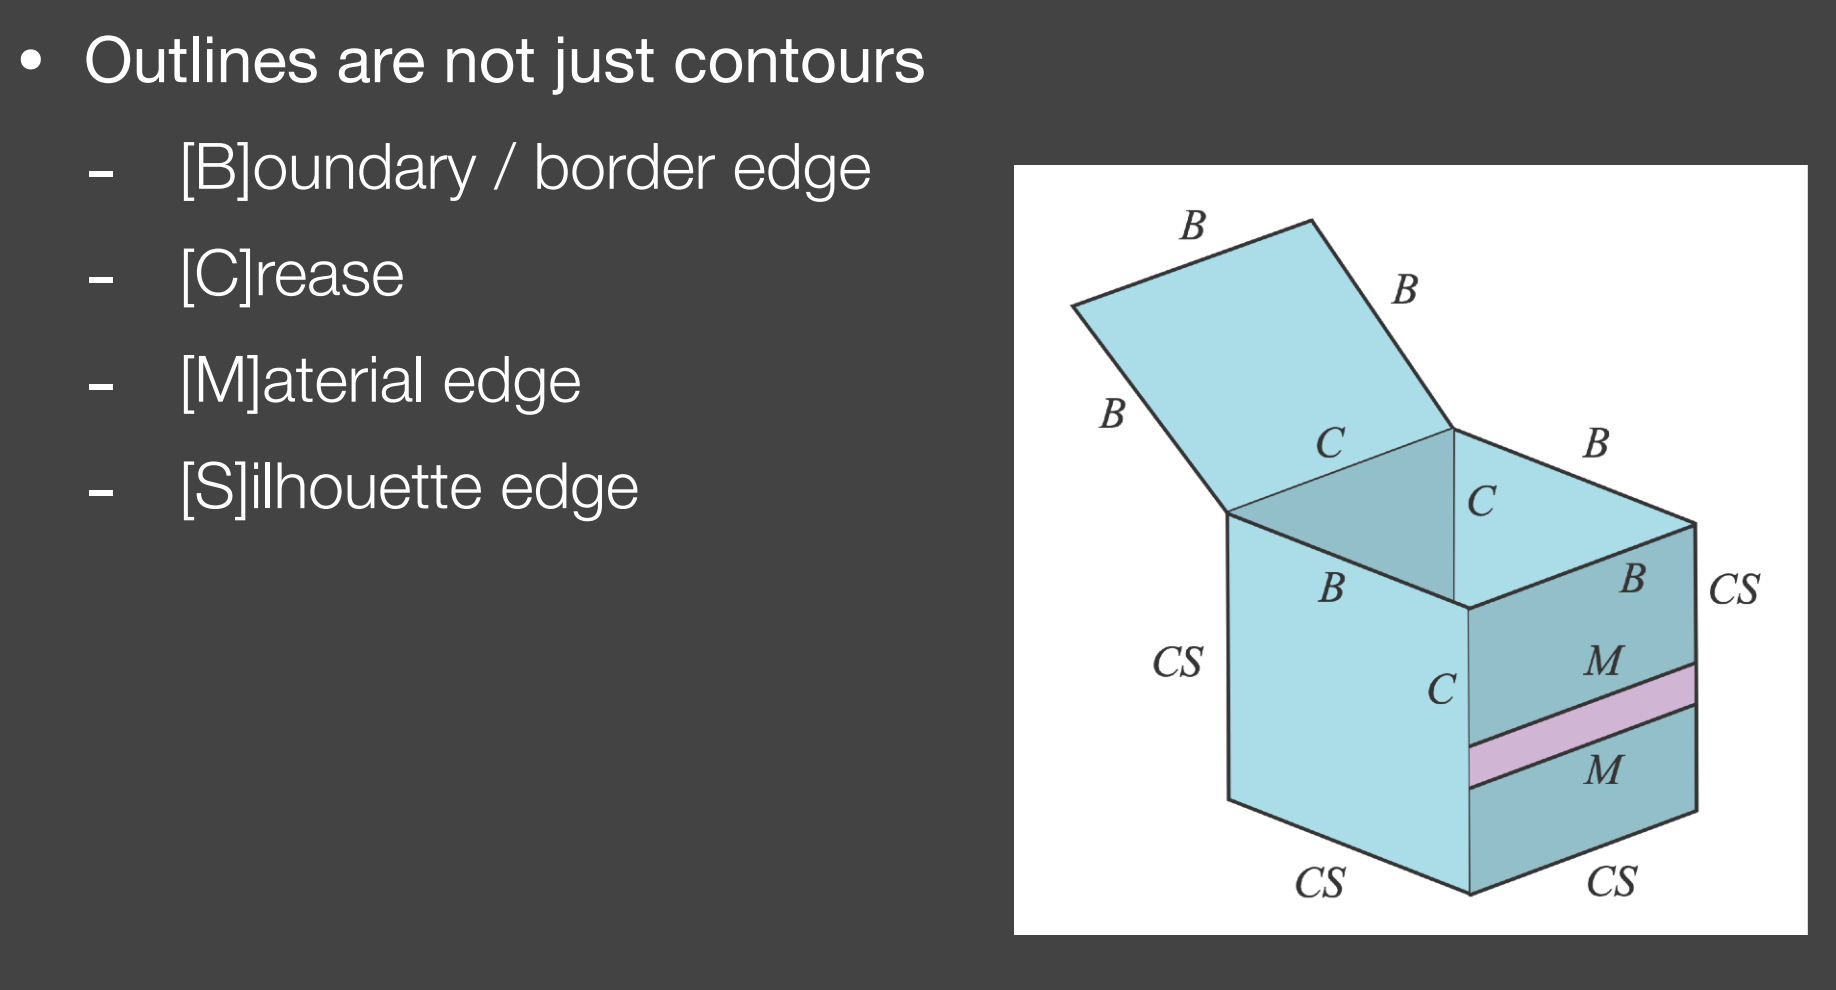 • Outlines are not just contours
- [B]oundary / border edge
- [C]rease
- [M]aterial edge
- [S]ilhouette edge
B
B
B
C
B
C
B
B
CS
CS
M
C
M
CS
CS